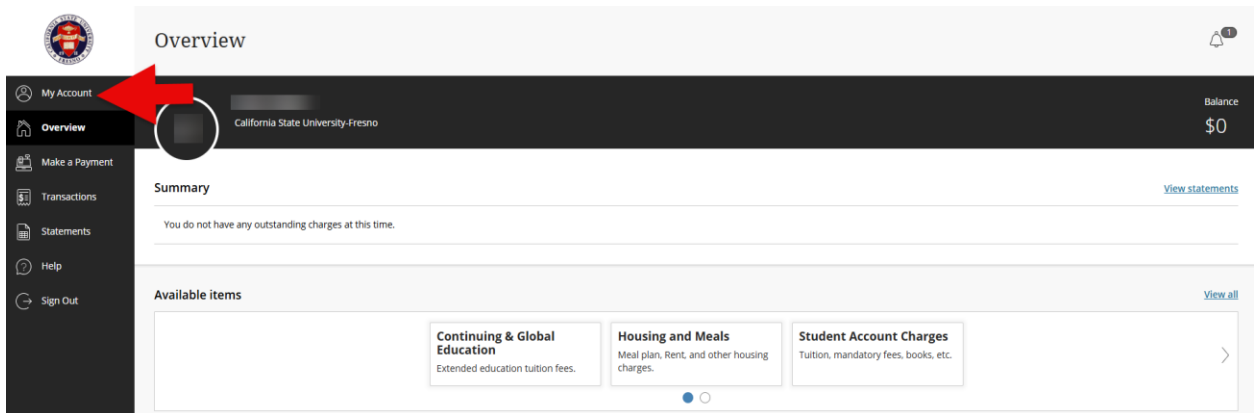 Overview
1
My Account
Overview
Make a Payment
Transactions
Statements
Help
Sign Out
California State University-Fresno
Balance
$0
Summary
View statements
You do not have any outstanding charges at this time.
Available items
View all
Continuing & Global
Education
Extended education tuition fees.
Housing and Meals
Meal plan, Rent, and other housing
charges.
Student Account Charges
Tuition, mandatory fees, books, etc.